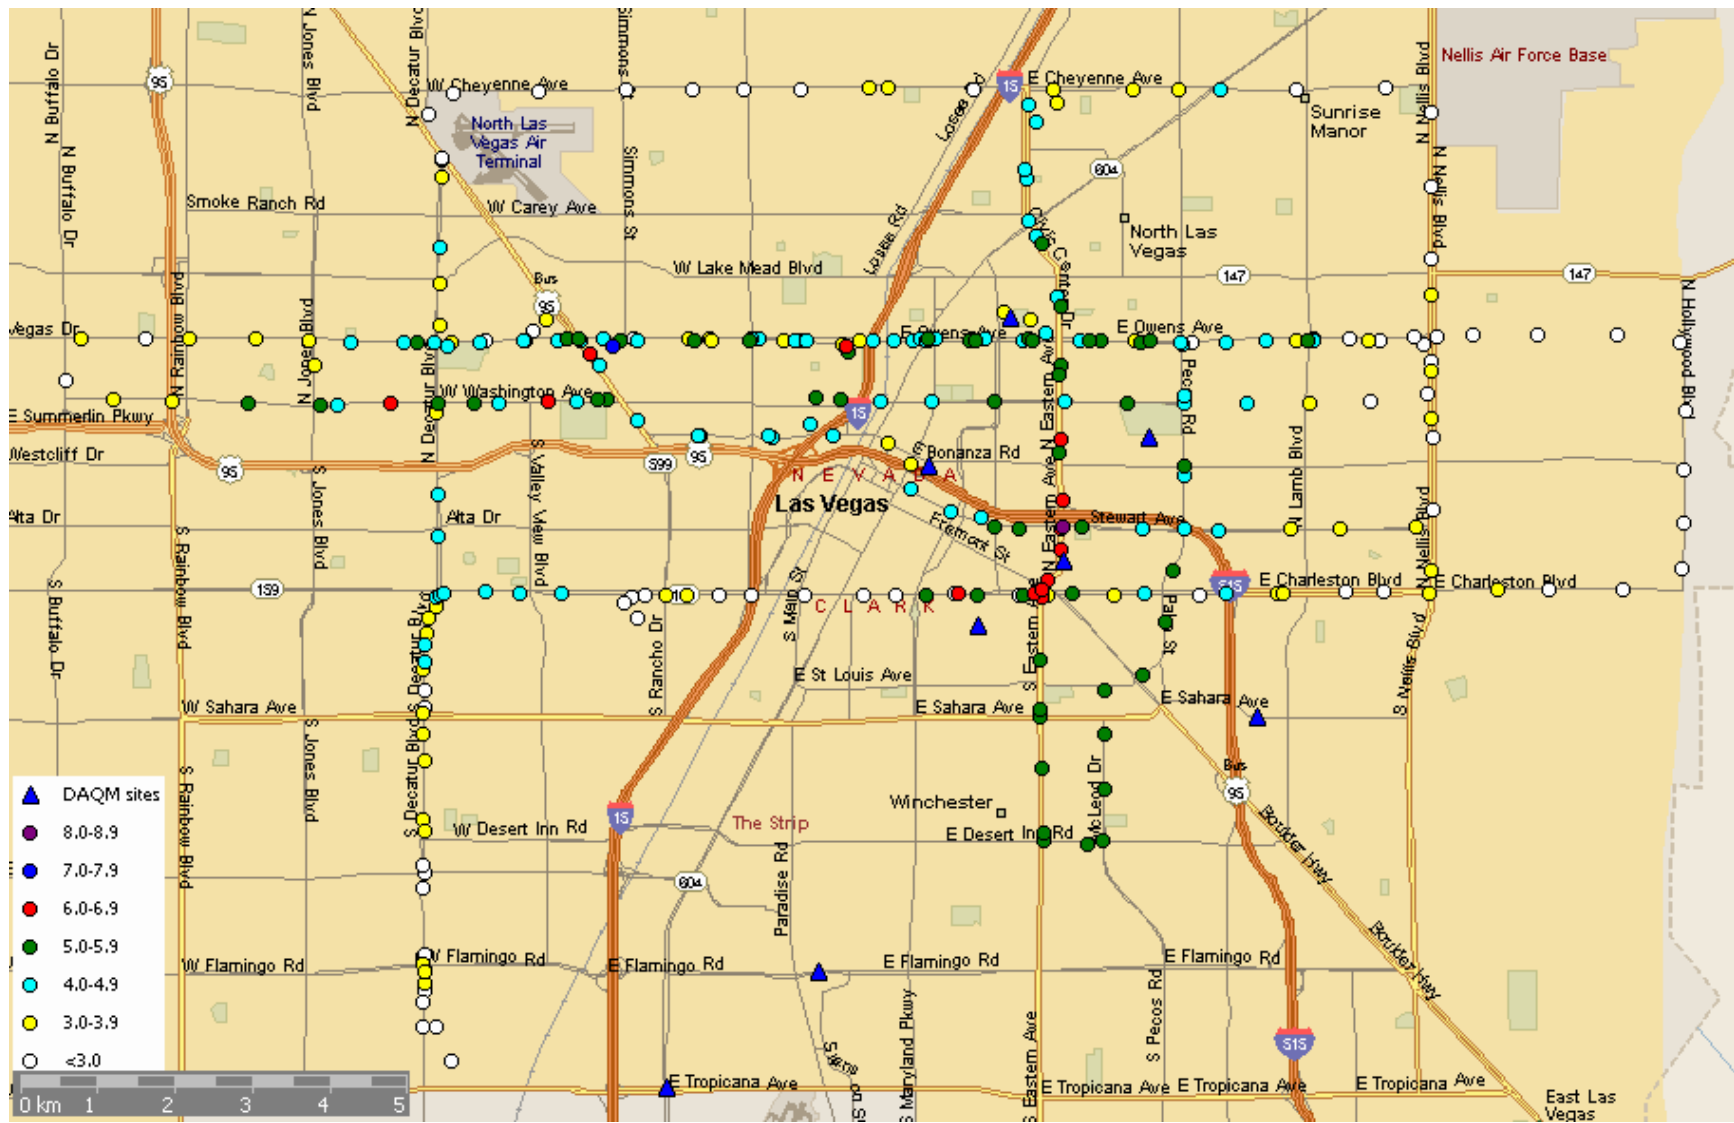 N Buffalo Dr
95
N Jones Blvd
N Decatur Blvd
W Cheyenne Ave
Simmons St
Losee Rd
15
E Cheyenne Ave
N Nellis Blvd
Nellis Air Force Base
Sunrise
Manor
North Las
Vegas Air
Terminal
604
N Buffalo Dr
Smoke Ranch Rd
W Carey Ave
Simmons St
Losee Rd
Civic Center Dr
North Las
Vegas
N Nellis Blvd
W Lake Mead Blvd
147
147
Bus
95
N Rainbow Blvd
N Jones Blvd
N Hollywood Blvd
Vegas Dr
E Owens Ave
E Owens Ave
N Decatur Blvd
W Washington Ave
N Eastern Ave
N Pecos Rd
E Summerlin Pkwy
15
Westcliff Dr
95
599
95
E Bonanza Rd
N Lamb Blvd
NEVADA
Las Vegas
S Jones Blvd
S Valley View Blvd
Alta Dr
Alta Dr
Fremont St
N Eastern Ave
Stewart Ave
N Nellis Blvd
S Rainbow Blvd
159
S Buffalo Dr
S Decatur Blvd
S Main St
CLARK
515
E Charleston Blvd
E Charleston Blvd
S Rancho Dr
S Eastern Ave
Palm St
E St Louis Ave
S Nellis Blvd
W Sahara Ave
E Sahara Ave
E Sahara Ave
S Jones Blvd
S Decatur Blvd
S Rainbow Blvd
McLeod Dr
Bus
95
Boulder Hwy
DAQM sites
8.0-8.9
7.0-7.9
6.0-6.9
5.0-5.9
4.0-4.9
3.0-3.9
<3.0
15
W Desert Inn Rd
The Strip
Winchester
E Desert Inn Rd
604
Paradise Rd
Boulder Hwy
W Flamingo Rd
W Flamingo Rd
E Flamingo Rd
E Flamingo Rd
E Flamingo Rd
S Maryland Pkwy
S Eastern Ave
S Pecos Rd
515
0 km 1 2 3 4 5
E Tropicana Ave
E Tropicana Ave
E Tropicana Ave
E Tropicana Ave
East Las
Vegas